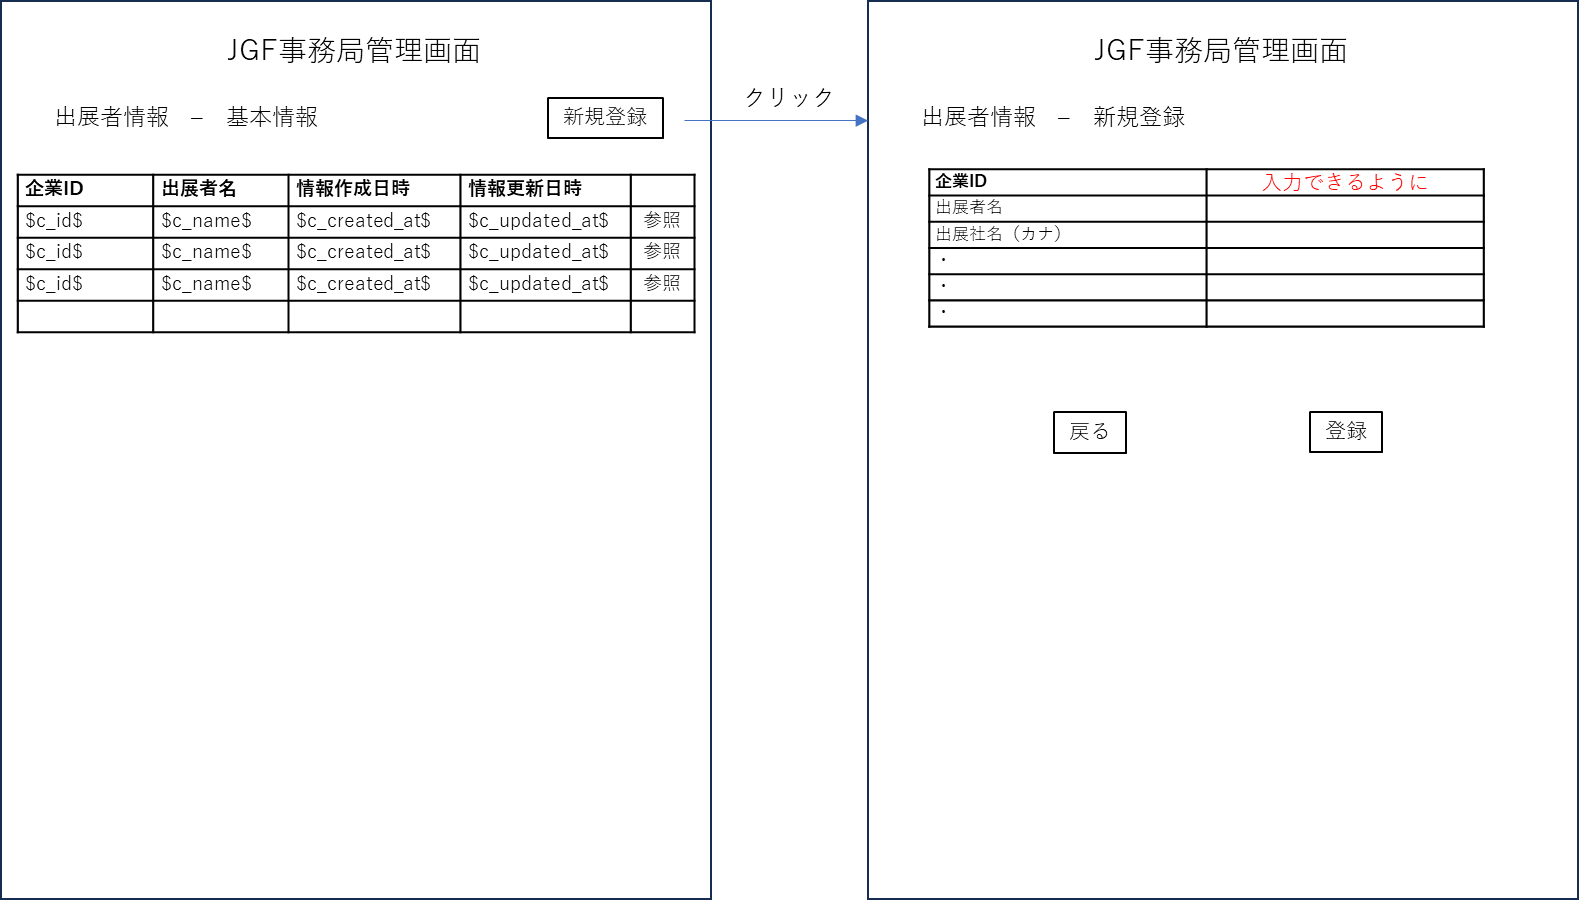 JGF事務局管理画面
出展者情報　–　基本情報
新規登録
企業ID 出展者名 情報作成日時 情報更新日時
$c_id$ $c_name$ $c_created_at$ $c_updated_at$ 参照
$c_id$ $c_name$ $c_created_at$ $c_updated_at$ 参照
$c_id$ $c_name$ $c_created_at$ $c_updated_at$ 参照
クリック
JGF事務局管理画面
出展者情報　–　新規登録
企業ID 入力できるように
出展者名
出展社名（カナ）
・
・
・
戻る
登録